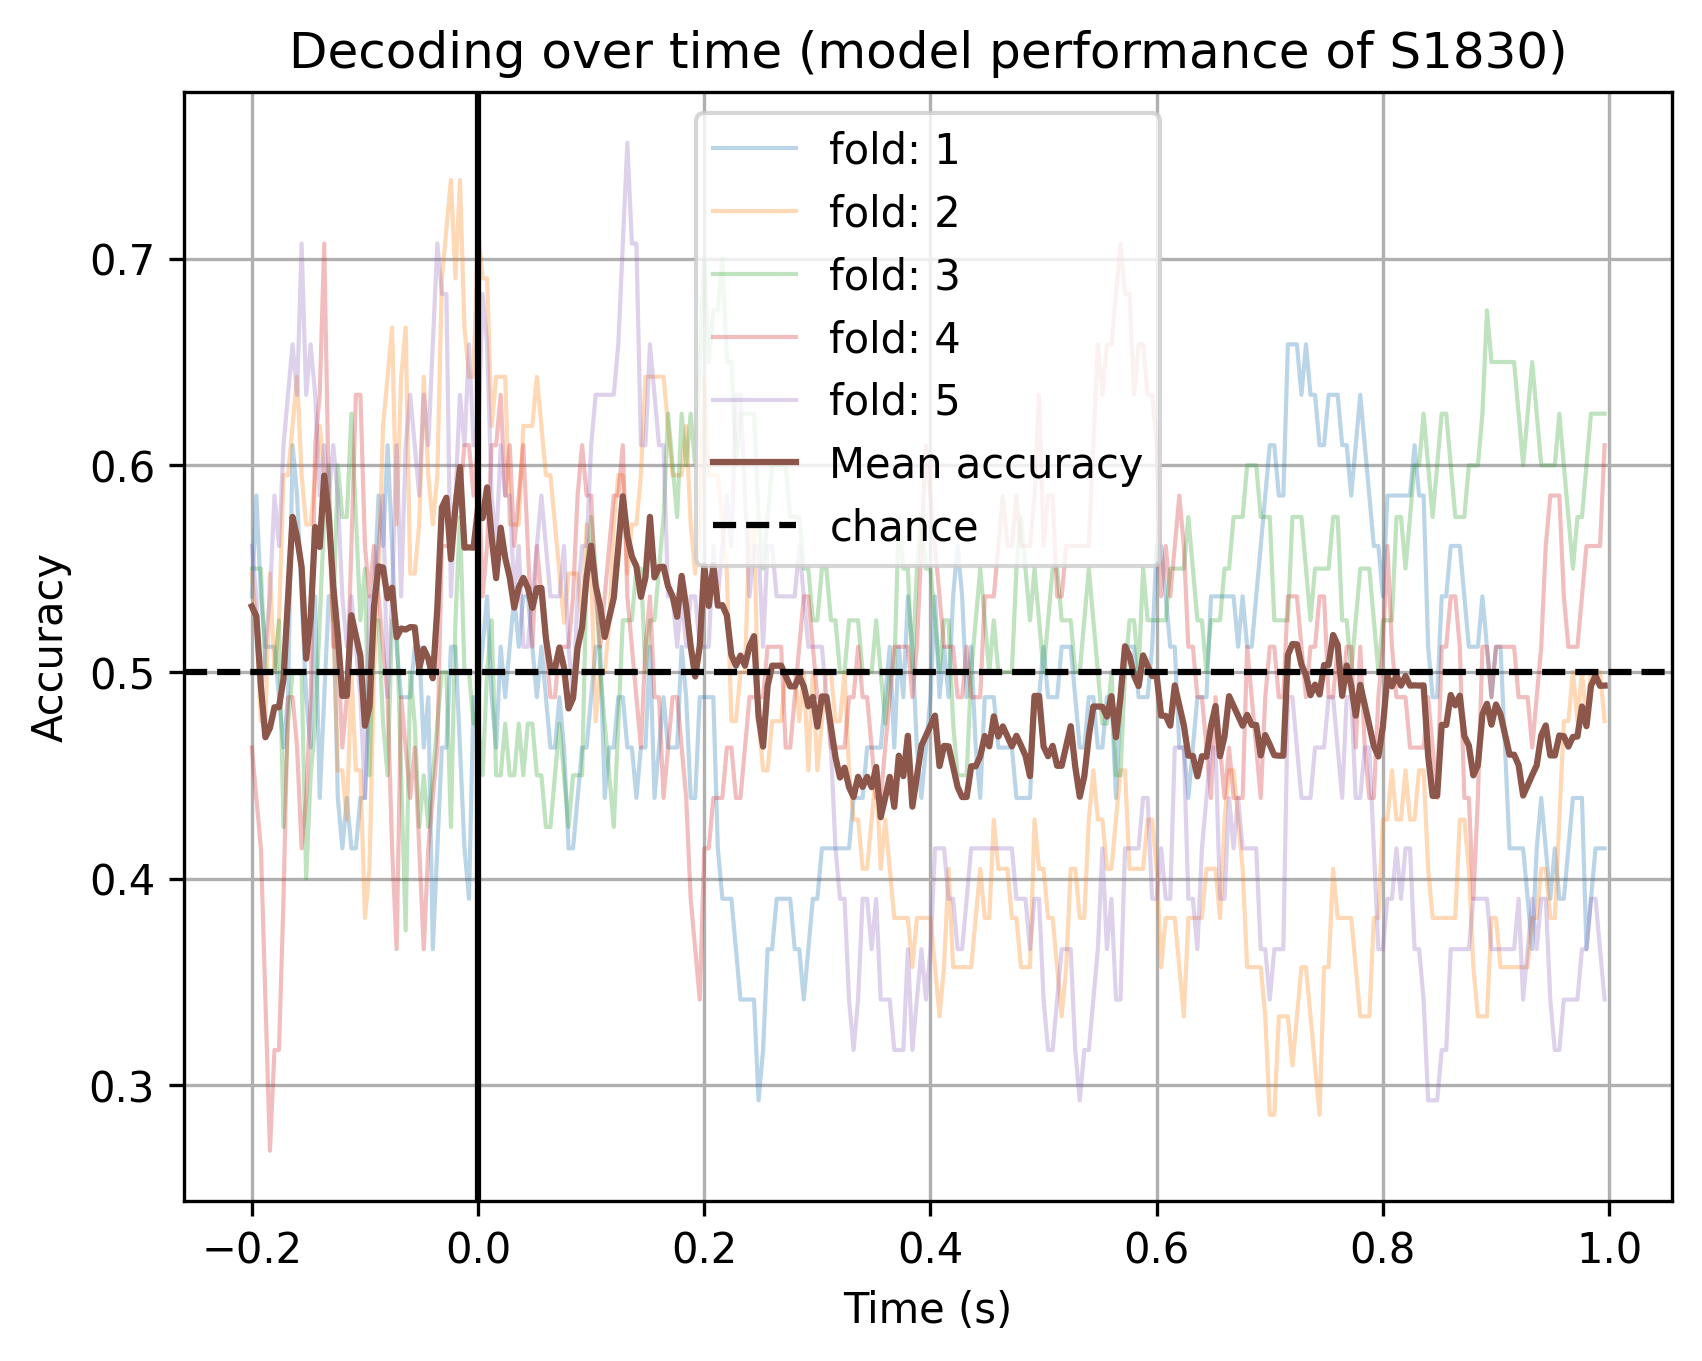 Decoding over time (model performance of S1830)
fold: 1
fold: 2
fold: 3
fold: 4
fold: 5
Mean accuracy
chance
Accuracy
0.7
0.6
0.5
0.4
0.3
−0.2 0.0 0.2 0.4 0.6 0.8 1.0
Time (s)